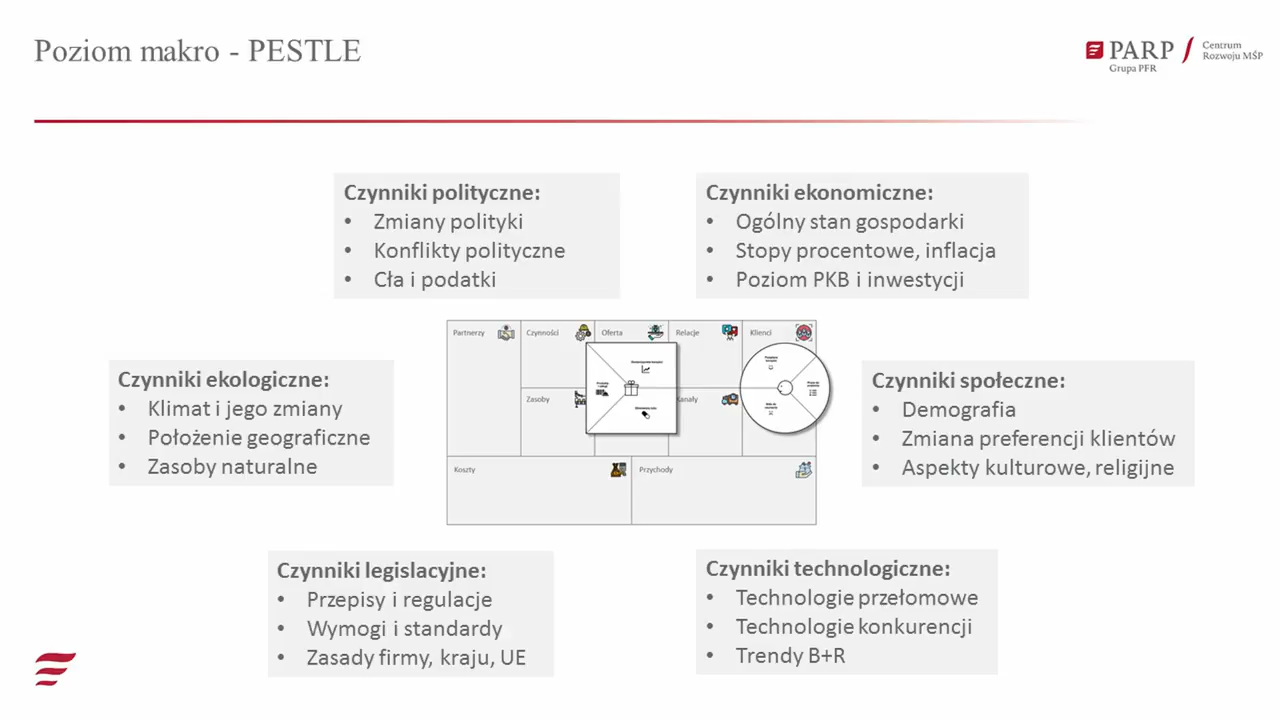 Poziom makro - PESTLE
PARP
Grupa PFR
Centrum
Rozwoju MŚP
Czynniki polityczne:
• Zmiany polityki
• Konflikty polityczne
• Cła i podatki
Czynniki ekonomiczne:
• Ogólny stan gospodarki
• Stopy procentowe, inflacja
• Poziom PKB i inwestycji
Partnerzy
Czynności
Oferta
Relacje
Klienci
Zasoby
Kanały
Koszty
Przychody
Czynniki ekologiczne:
• Klimat i jego zmiany
• Położenie geograficzne
• Zasoby naturalne
Czynniki społeczne:
• Demografia
• Zmiana preferencji klientów
• Aspekty kulturowe, religijne
Czynniki legislacyjne:
• Przepisy i regulacje
• Wymogi i standardy
• Zasady firmy, kraju, UE
Czynniki technologiczne:
• Technologie przełomowe
• Technologie konkurencji
• Trendy B+R